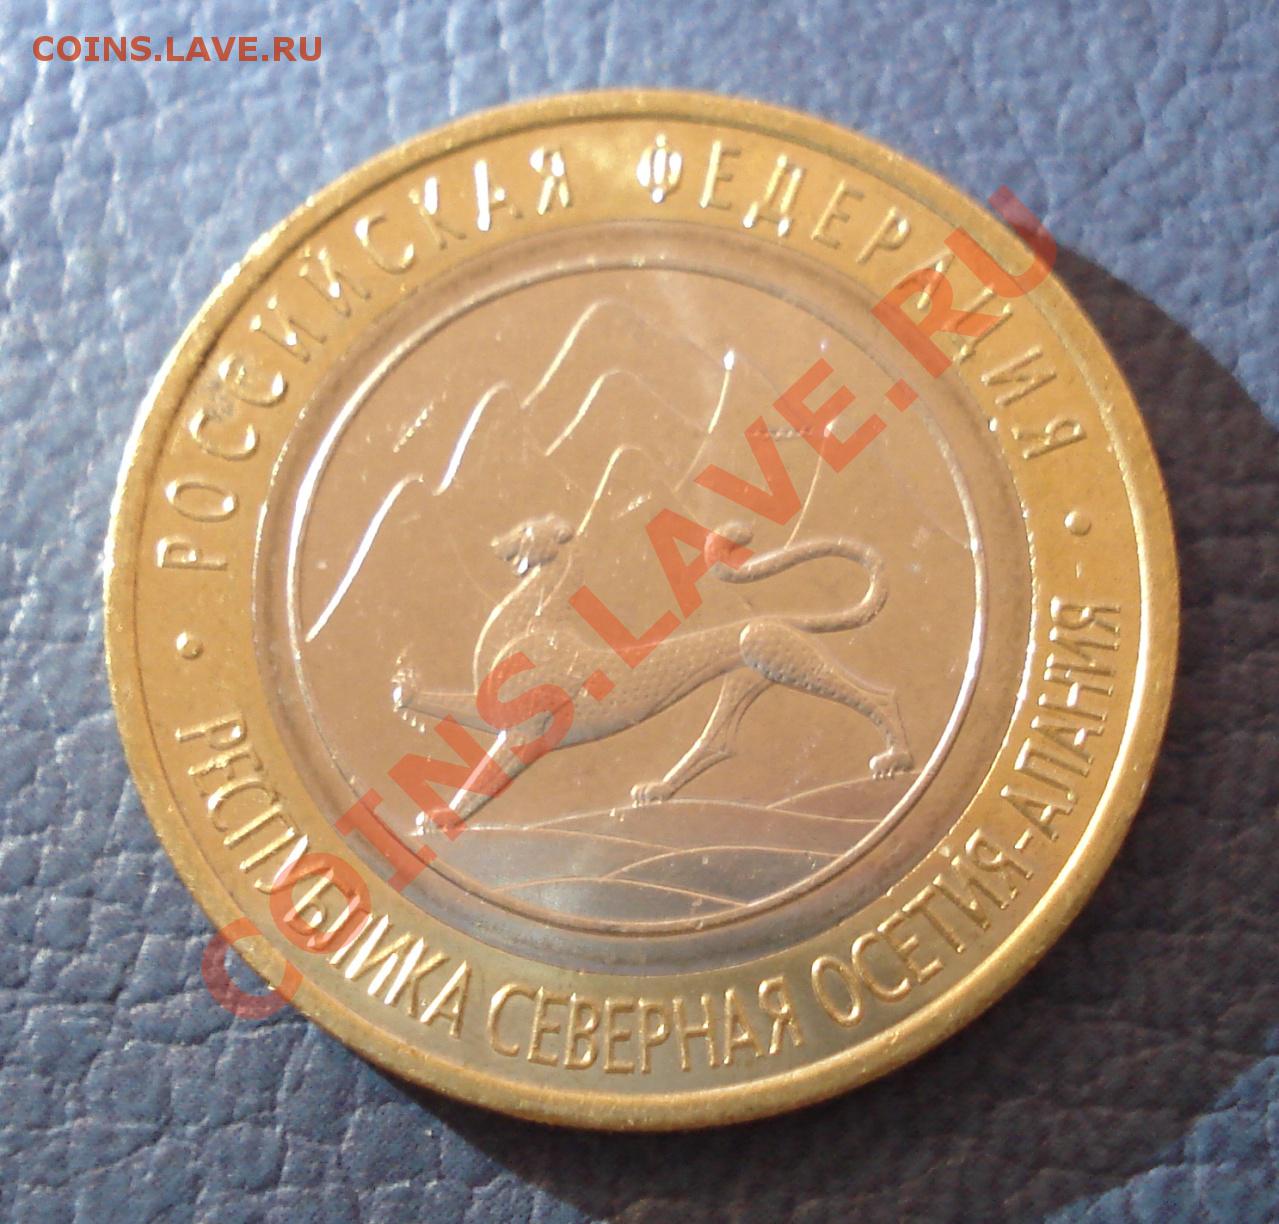 COINS.LAVE.RU
РОССИЙСКАЯ ФЕДЕРАЦИЯ
РЕСПУБЛИКА СЕВЕРНАЯ ОСЕТИЯ-АЛАНИЯ
COINS.LAVE.RU